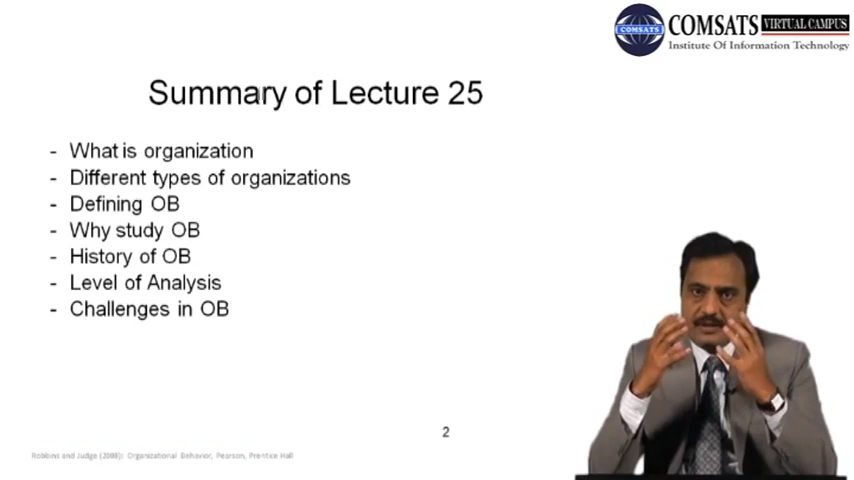 COMSATS VIRTUAL CAMPUS
COMSATS
Institute Of Information Technology
Summary of Lecture 25
- What is organization
- Different types of organizations
- Defining OB
- Why study OB
- History of OB
- Level of Analysis
- Challenges in OB
2
Robbins and Judge (2008): Organizational Behavior, Pearson, Prentice Hall